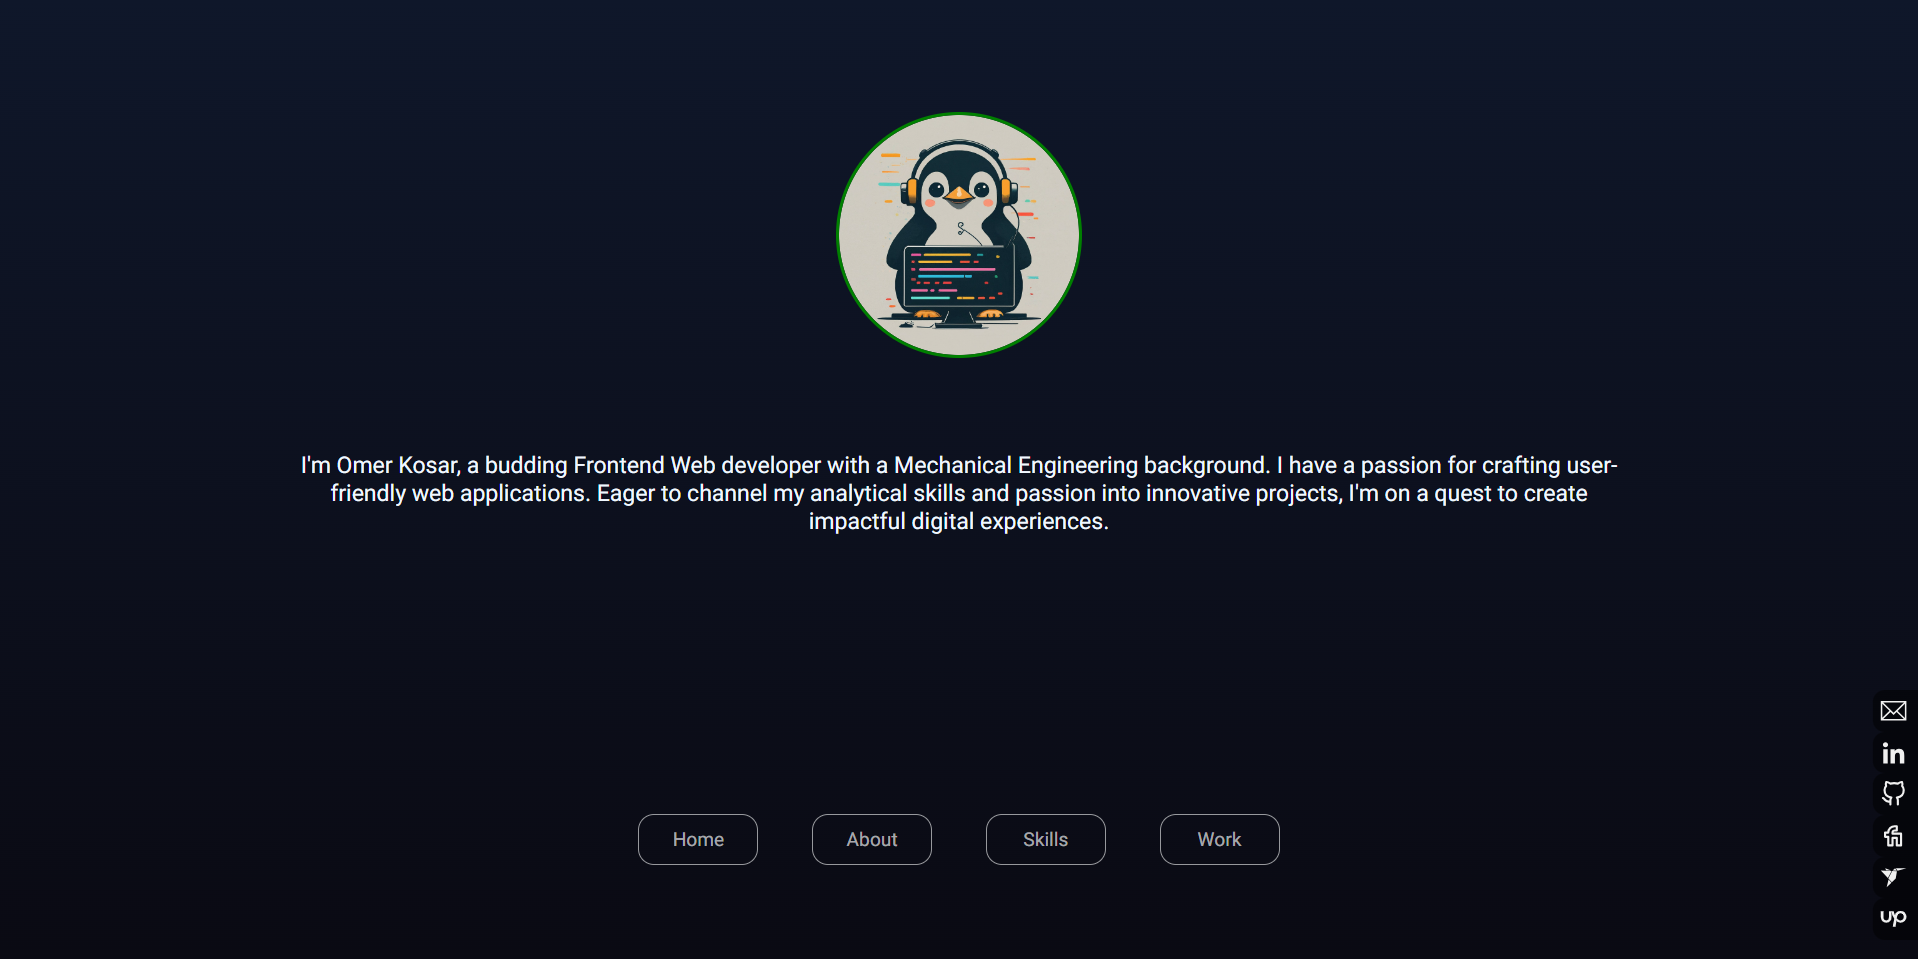 I'm Omer Kosar, a budding Frontend Web developer with a Mechanical Engineering background. I have a passion for crafting user-
friendly web applications. Eager to channel my analytical skills and passion into innovative projects, I'm on a quest to create
impactful digital experiences.
Home
About
Skills
Work
in
fi
up